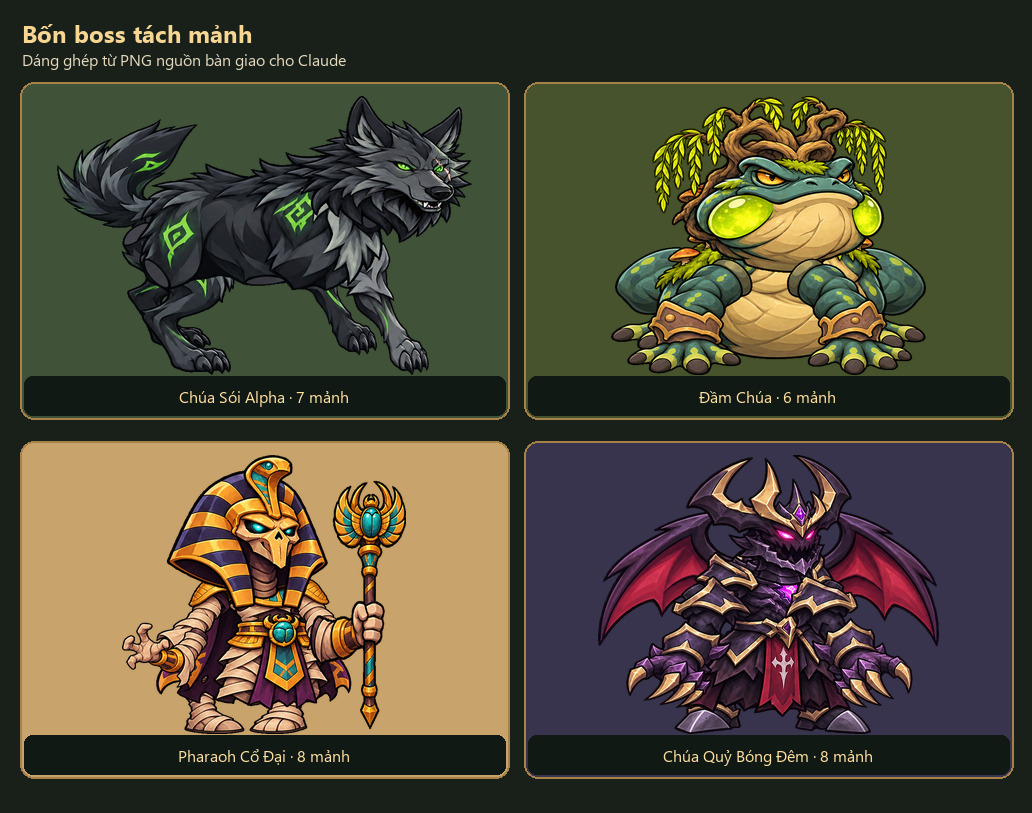 Bốn boss tách mảnh
Dáng ghép từ PNG nguồn bàn giao cho Claude
Chúa Sói Alpha · 7 mảnh
Đầm Chúa · 6 mảnh
Pharaoh Cổ Đại · 8 mảnh
Chúa Quỷ Bóng Đêm · 8 mảnh